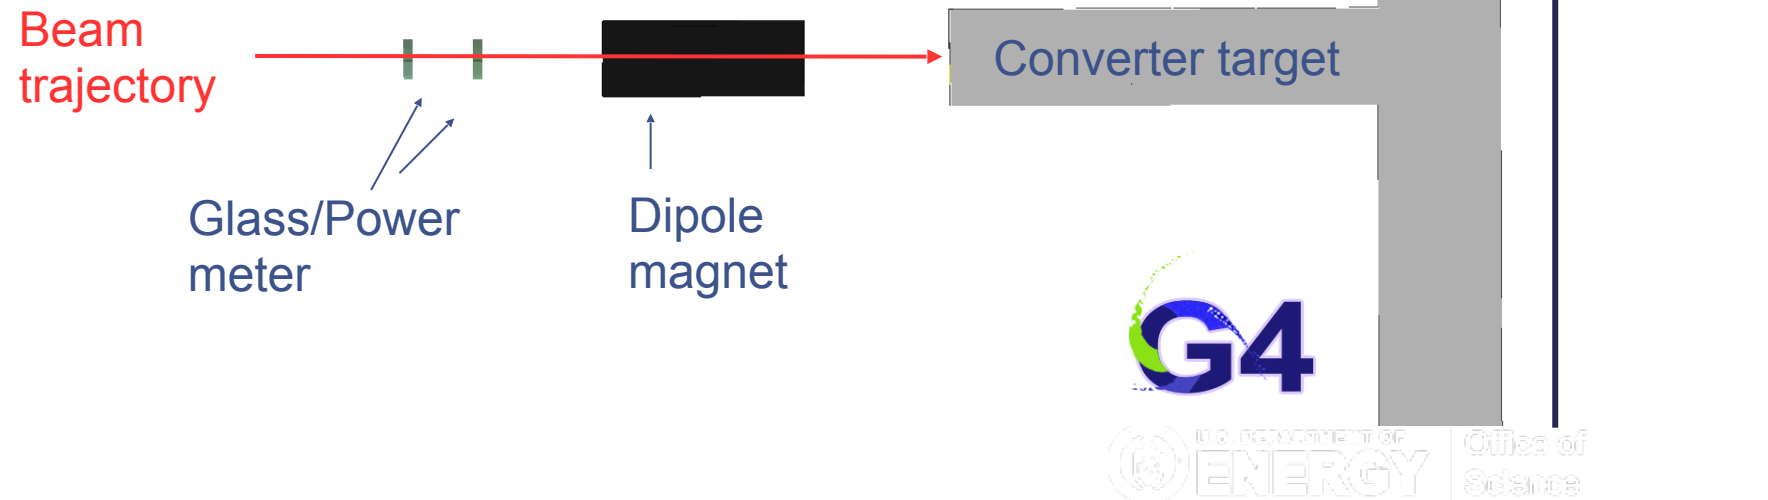 Beam
trajectory
Converter target
Glass/Power
meter
Dipole
magnet
G4
U.S. DEPARTMENT OF
ENERGY
Office of
Science